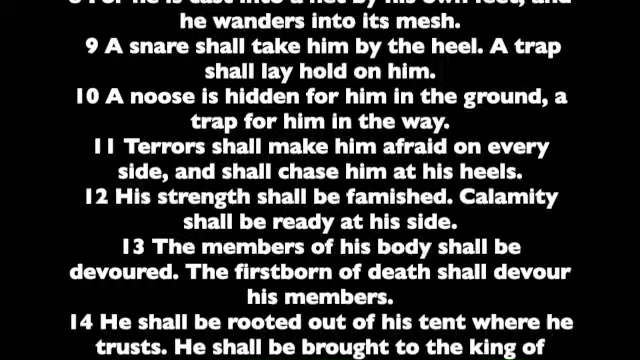 8 For he is cast into a net by his own feet, and
he wanders into its mesh.
9 A snare shall take him by the heel. A trap
shall lay hold on him.
10 A noose is hidden for him in the ground, a
trap for him in the way.
11 Terrors shall make him afraid on every
side, and shall chase him at his heels.
12 His strength shall be famished. Calamity
shall be ready at his side.
13 The members of his body shall be
devoured. The firstborn of death shall devour
his members.
14 He shall be rooted out of his tent where he
trusts. He shall be brought to the king of